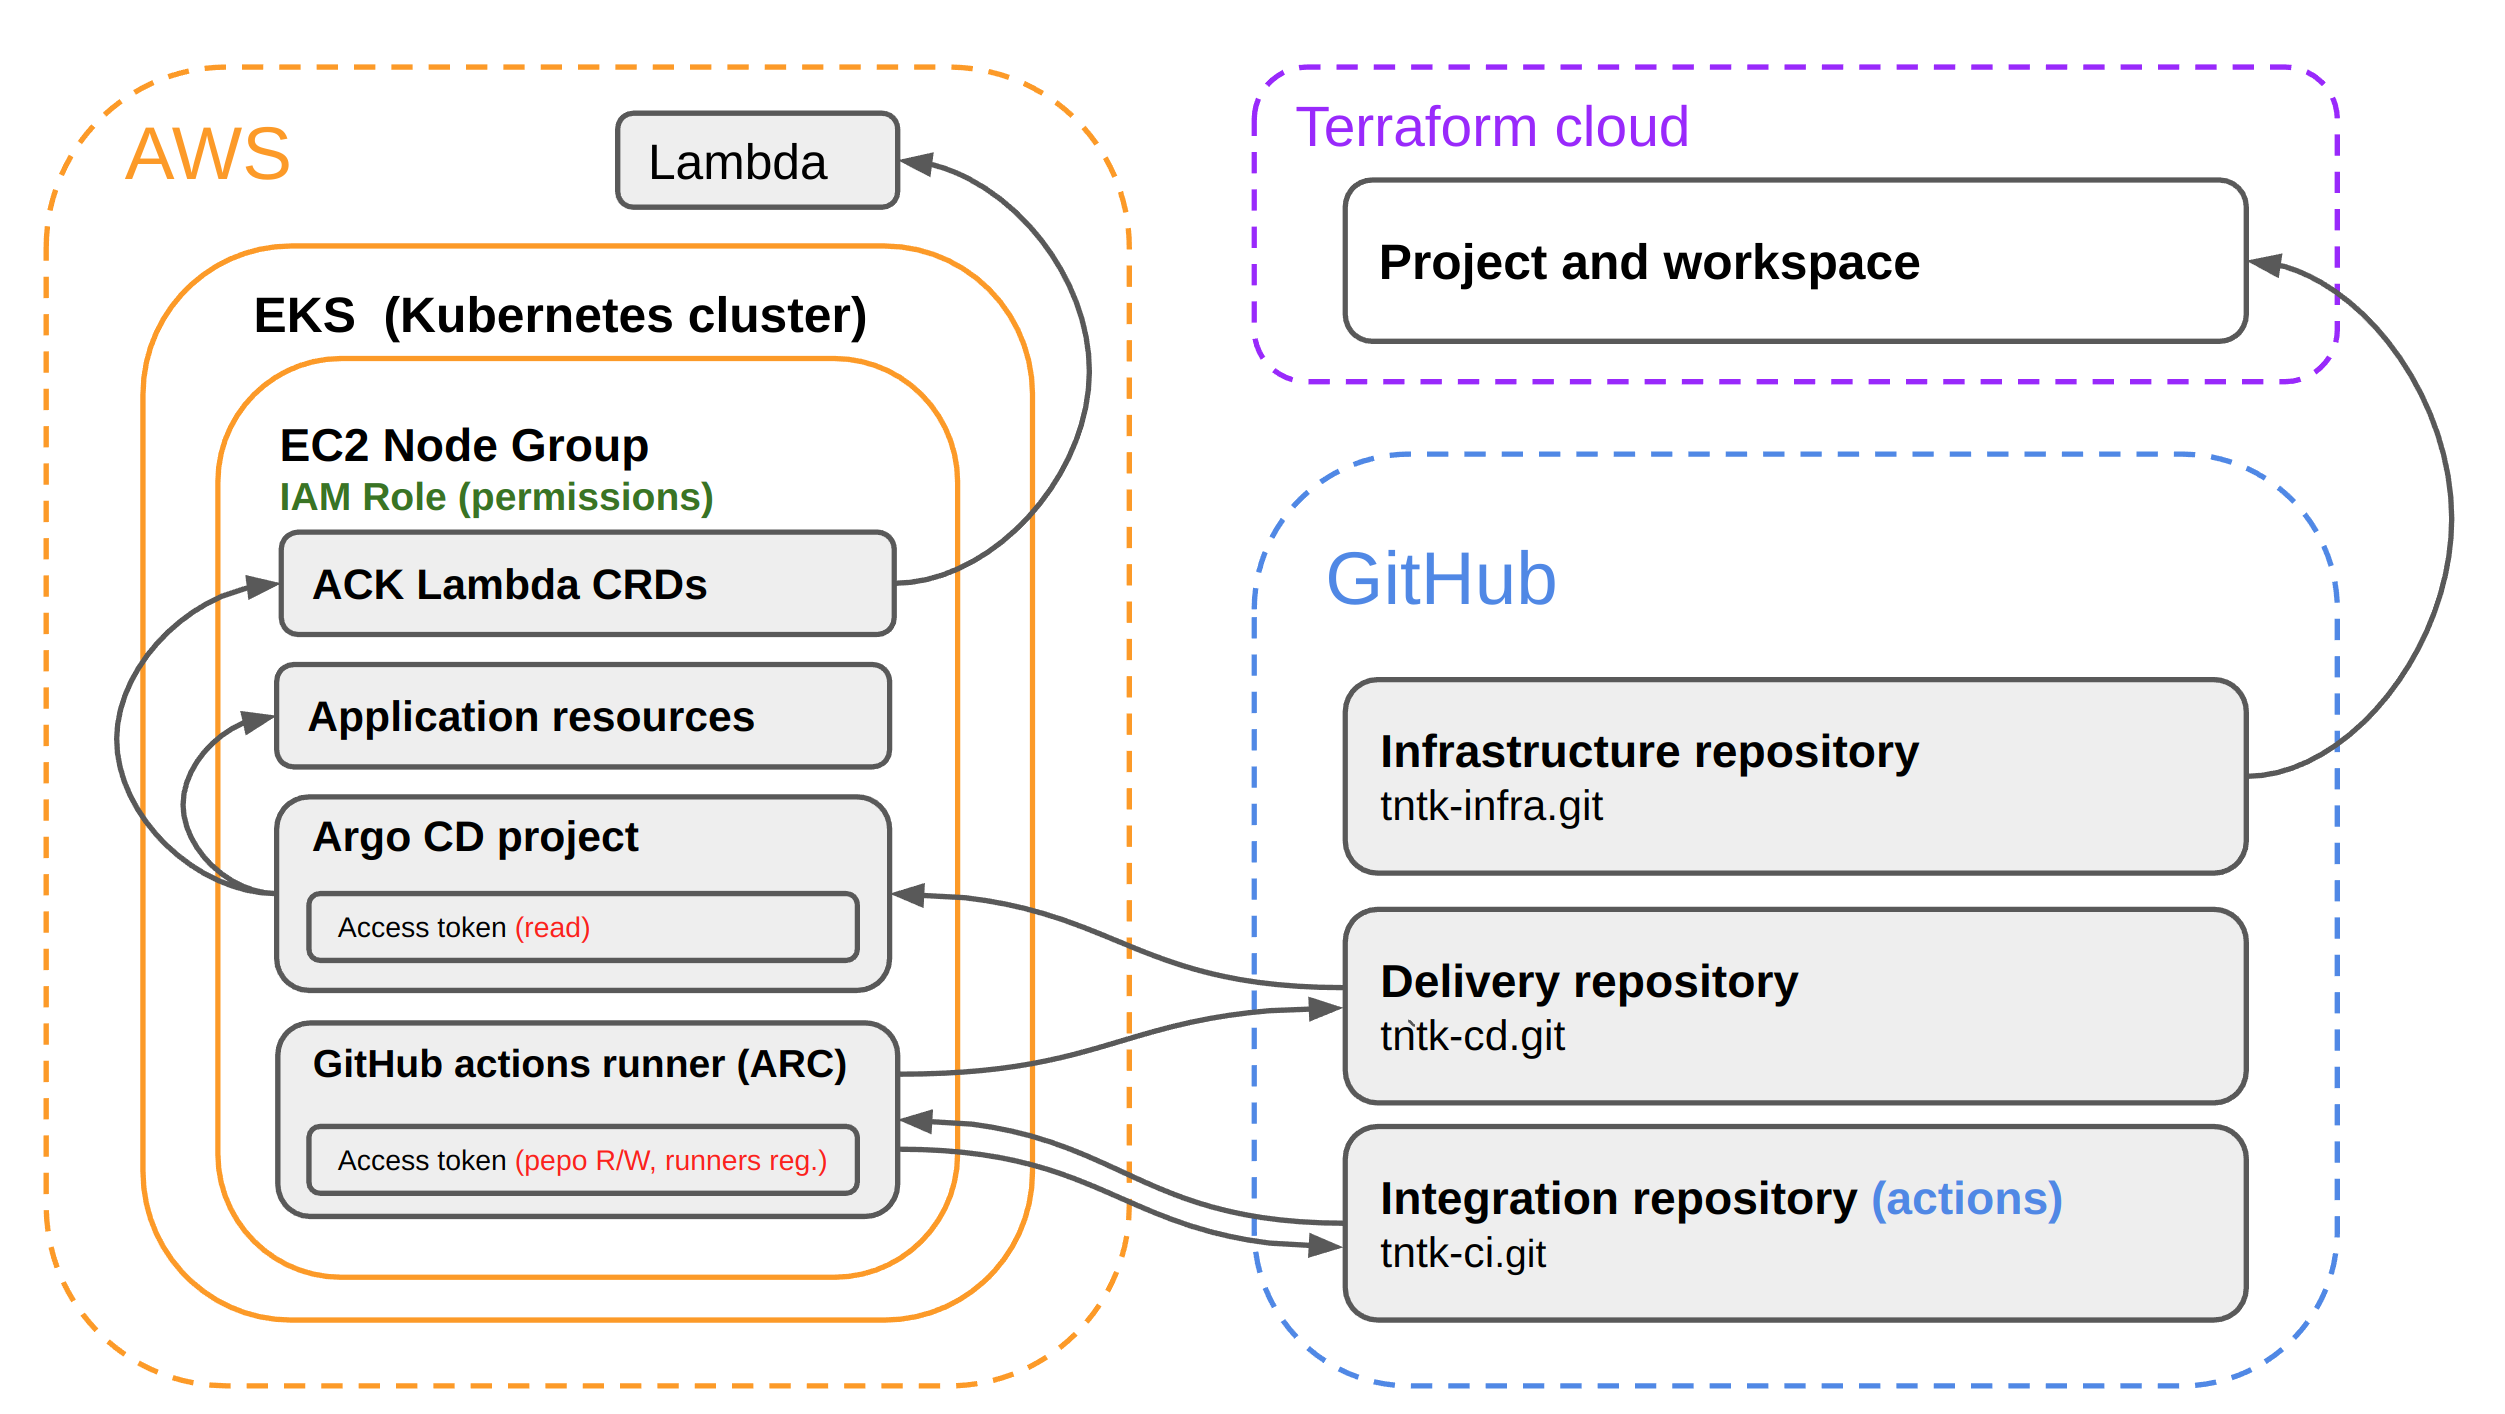 AWS
Lambda
EKS  (Kubernetes cluster)
EC2 Node Group
IAM Role (permissions)
ACK Lambda CRDs
Application resources
Argo CD project
Access token (read)
GitHub actions runner (ARC)
Access token (pepo R/W, runners reg.)
Terraform cloud
Project and workspace
GitHub
Infrastructure repository
tntk-infra.git
Delivery repository
tntk-cd.git
Integration repository (actions)
tntk-ci.git